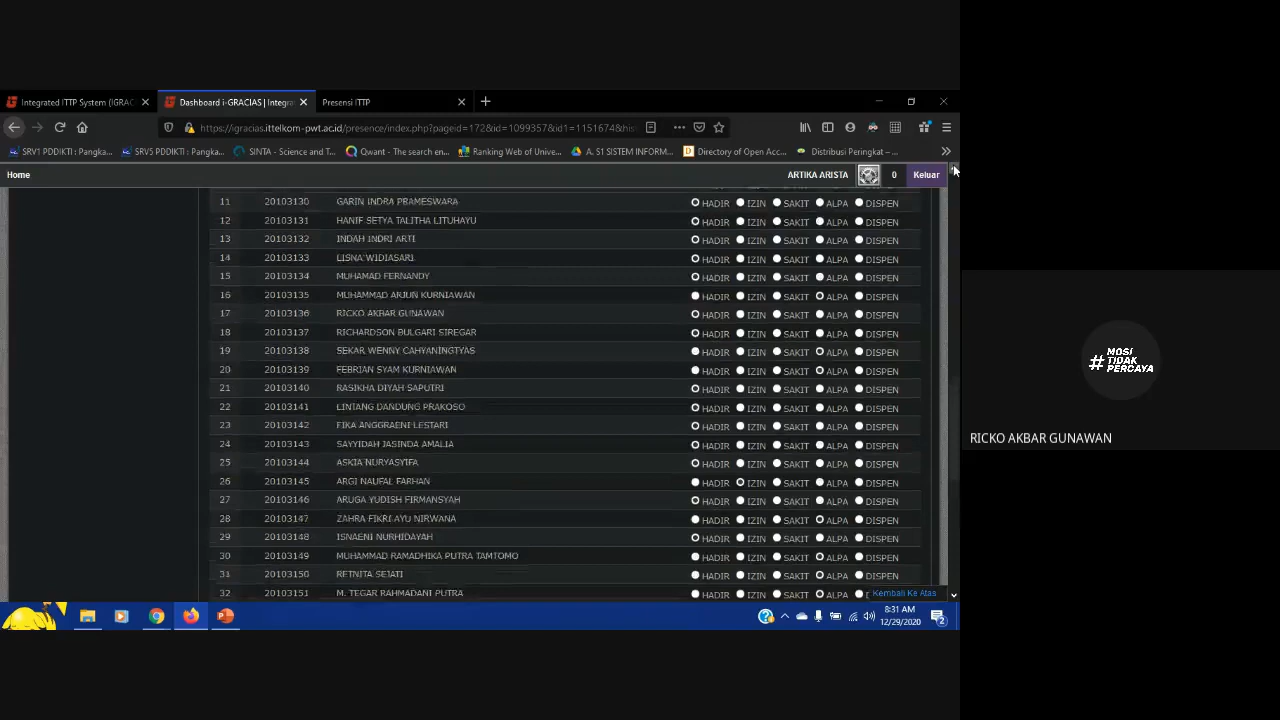 Integrated ITTP System (IGRAC
Dashboard i-GRACIAS | Integrat
Presensi ITTP
https://igracias.ittelkom-pwt.ac.id/presence/index.php?pageid=172&id=1099357&id1=1151674&his
SRV1 PDDIKTI : Pangka...
SRV5 PDDIKTI : Pangka...
SINTA - Science and T...
Qwant - The search en...
Ranking Web of Unive...
A. S1 SISTEM INFORM...
Directory of Open Acc...
Distribusi Peringkat – ...
Home ARTIKA ARISTA 0 Keluar
11 20103130 GARIN INDRA PRAMESWARA HADIR IZIN SAKIT ALPA DISPEN
12 20103131 HANIF SETYA TALITHA LITUHAYU HADIR IZIN SAKIT ALPA DISPEN
13 20103132 INDAH INDRI ARTI HADIR IZIN SAKIT ALPA DISPEN
14 20103133 LISNA WIDIASARI HADIR IZIN SAKIT ALPA DISPEN
15 20103134 MUHAMAD FERNANDY HADIR IZIN SAKIT ALPA DISPEN
16 20103135 MUHAMMAD ARJUN KURNIAWAN HADIR IZIN SAKIT ALPA DISPEN
17 20103136 RICKO AKBAR GUNAWAN HADIR IZIN SAKIT ALPA DISPEN
18 20103137 RICHARDSON BULGARI SIREGAR HADIR IZIN SAKIT ALPA DISPEN
19 20103138 SEKAR WENNY CAHYANINGTYAS HADIR IZIN SAKIT ALPA DISPEN
20 20103139 FEBRIAN SYAM KURNIAWAN HADIR IZIN SAKIT ALPA DISPEN
21 20103140 RASIKHA DIYAH SAPUTRI HADIR IZIN SAKIT ALPA DISPEN
22 20103141 LINTANG DANDUNG PRAKOSO HADIR IZIN SAKIT ALPA DISPEN
23 20103142 FIKA ANGGRAENI LESTARI HADIR IZIN SAKIT ALPA DISPEN
24 20103143 SAYYIDAH JASINDA AMALIA HADIR IZIN SAKIT ALPA DISPEN
25 20103144 ASKIA NURYASYIFA HADIR IZIN SAKIT ALPA DISPEN
26 20103145 ARGI NAUFAL FARHAN HADIR IZIN SAKIT ALPA DISPEN
27 20103146 ARUGA YUDISH FIRMANSYAH HADIR IZIN SAKIT ALPA DISPEN
28 20103147 ZAHRA FIKRI AYU NIRWANA HADIR IZIN SAKIT ALPA DISPEN
29 20103148 ISNAENI NURHIDAYAH HADIR IZIN SAKIT ALPA DISPEN
30 20103149 MUHAMMAD RAMADHIKA PUTRA TAMTOMO HADIR IZIN SAKIT ALPA DISPEN
31 20103150 RETNITA SEJATI HADIR IZIN SAKIT ALPA DISPEN
32 20103151 M. TEGAR RAHMADANI PUTRA HADIR IZIN SAKIT ALPA
Kembali Ke Atas
8:31 AM
12/29/2020
2
# MOSI
TIDAK
PERCAYA
RICKO AKBAR GUNAWAN